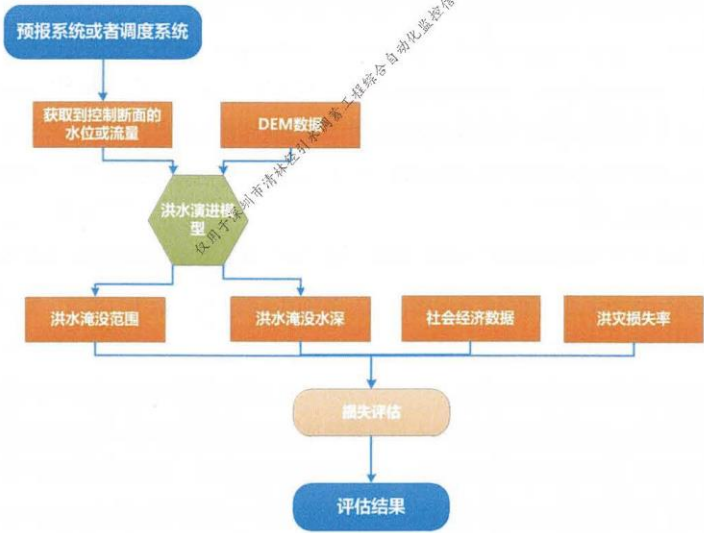 预报系统或者调度系统
获取到控制断面的
水位或流量
DEM数据
洪水演进模
型
仅用于深圳市清林径引水调蓄工程综合自动化监控信
洪水淹没范围
洪水淹没水深
社会经济数据
洪灾损失率
损失评估
评估结果